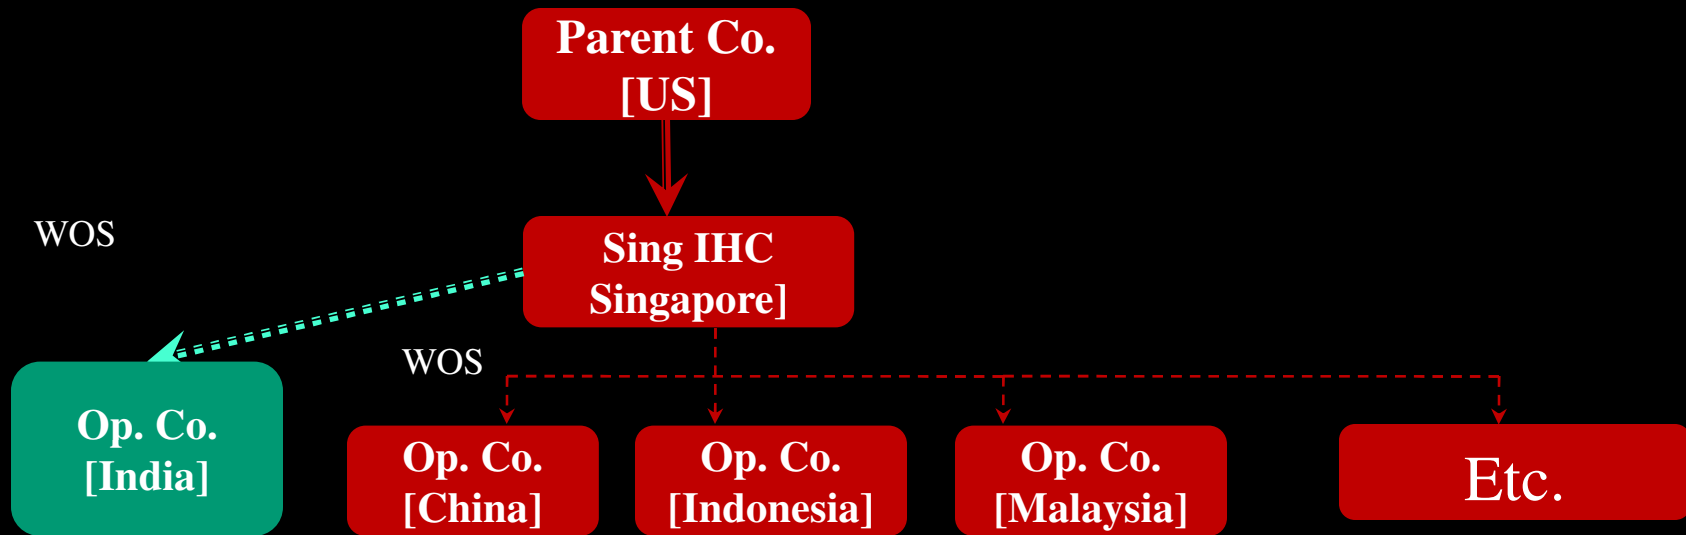 Parent Co.
[US]
WOS
Sing IHC
Singapore]
WOS
Op. Co.
[India]
Op. Co.
[China]
Op. Co.
[Indonesia]
Op. Co.
[Malaysia]
Etc.